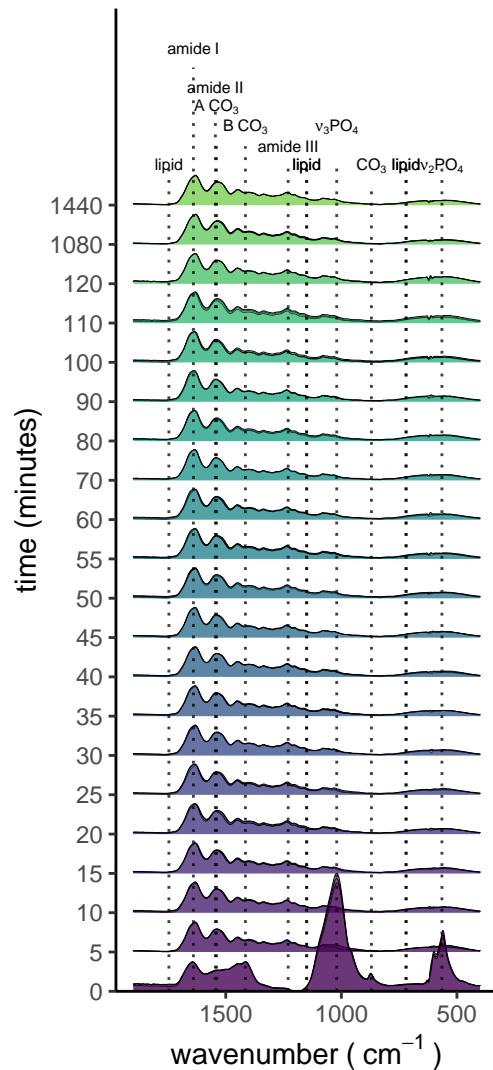 amide I
amide II
A CO₃
B CO₃
ν₃PO₄
amide III
lipid
lipid
CO₃
lipid
ν₂PO₄
1440
1080
120
110
100
90
80
70
60
55
50
45
40
35
30
25
20
15
10
5
0
time (minutes)
1500
1000
500
wavenumber ( cm⁻¹)